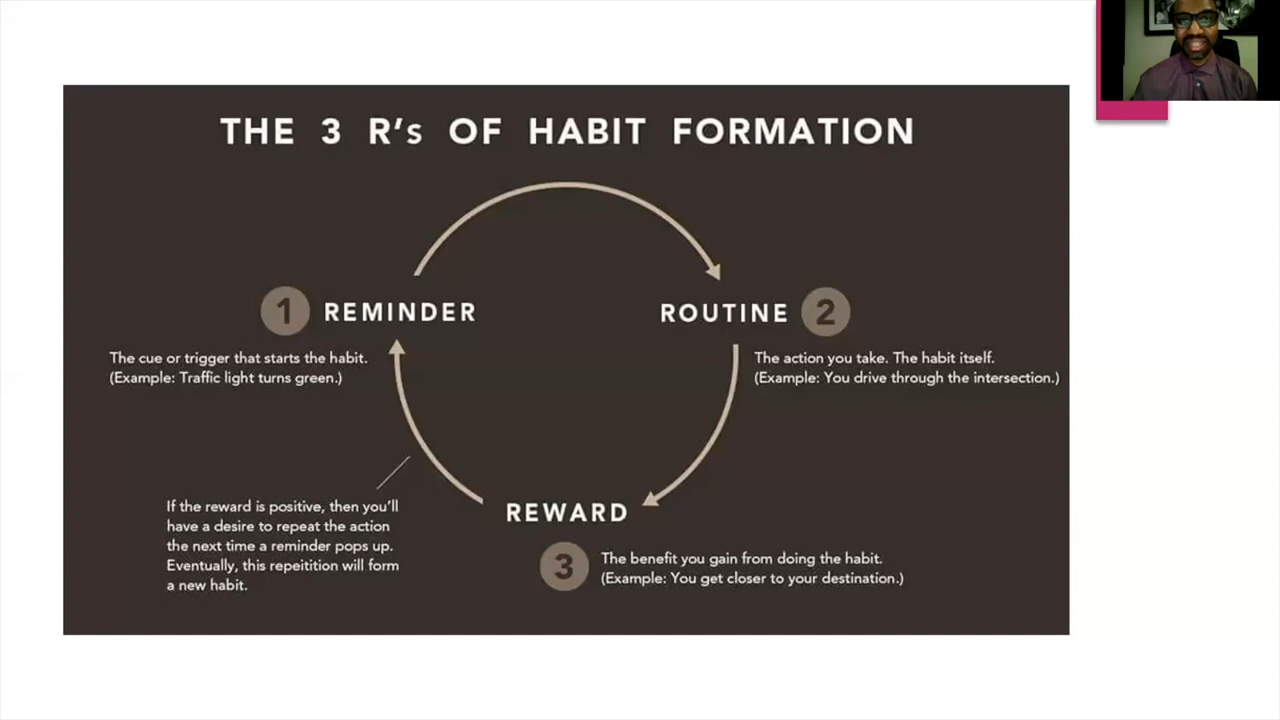 THE 3 R's OF HABIT FORMATION
1 REMINDER
The cue or trigger that starts the habit.
(Example: Traffic light turns green.)
ROUTINE 2
The action you take. The habit itself.
(Example: You drive through the intersection.)
REWARD
3
The benefit you gain from doing the habit.
(Example: You get closer to your destination.)
If the reward is positive, then you'll
have a desire to repeat the action
the next time a reminder pops up.
Eventually, this repeitition will form
a new habit.